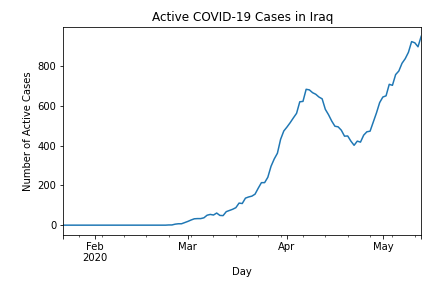 Active COVID-19 Cases in Iraq
Number of Active Cases
800
600
400
200
0
Feb Mar Apr May
2020
Day